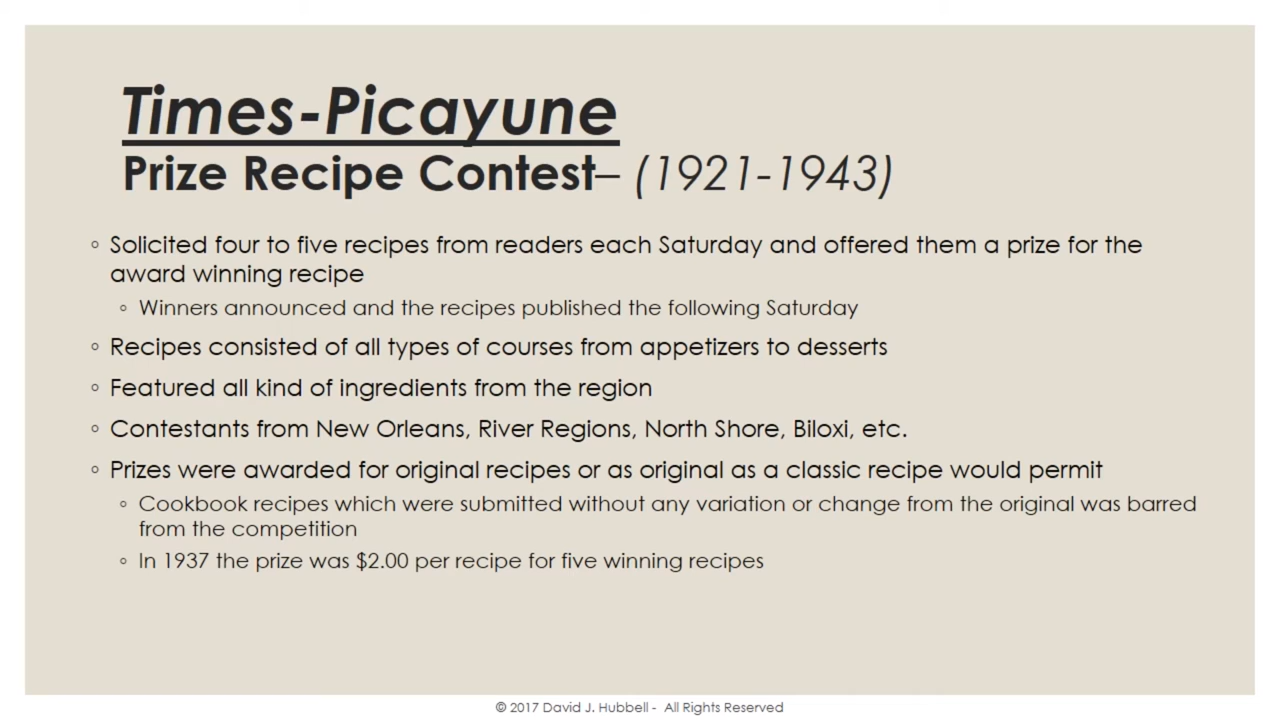 Times-Picayune
Prize Recipe Contest– (1921-1943)
◦ Solicited four to five recipes from readers each Saturday and offered them a prize for the
award winning recipe
◦ Winners announced and the recipes published the following Saturday
◦ Recipes consisted of all types of courses from appetizers to desserts
◦ Featured all kind of ingredients from the region
◦ Contestants from New Orleans, River Regions, North Shore, Biloxi, etc.
◦ Prizes were awarded for original recipes or as original as a classic recipe would permit
◦ Cookbook recipes which were submitted without any variation or change from the original was barred
from the competition
◦ In 1937 the prize was $2.00 per recipe for five winning recipes
© 2017 David J. Hubbell - All Rights Reserved